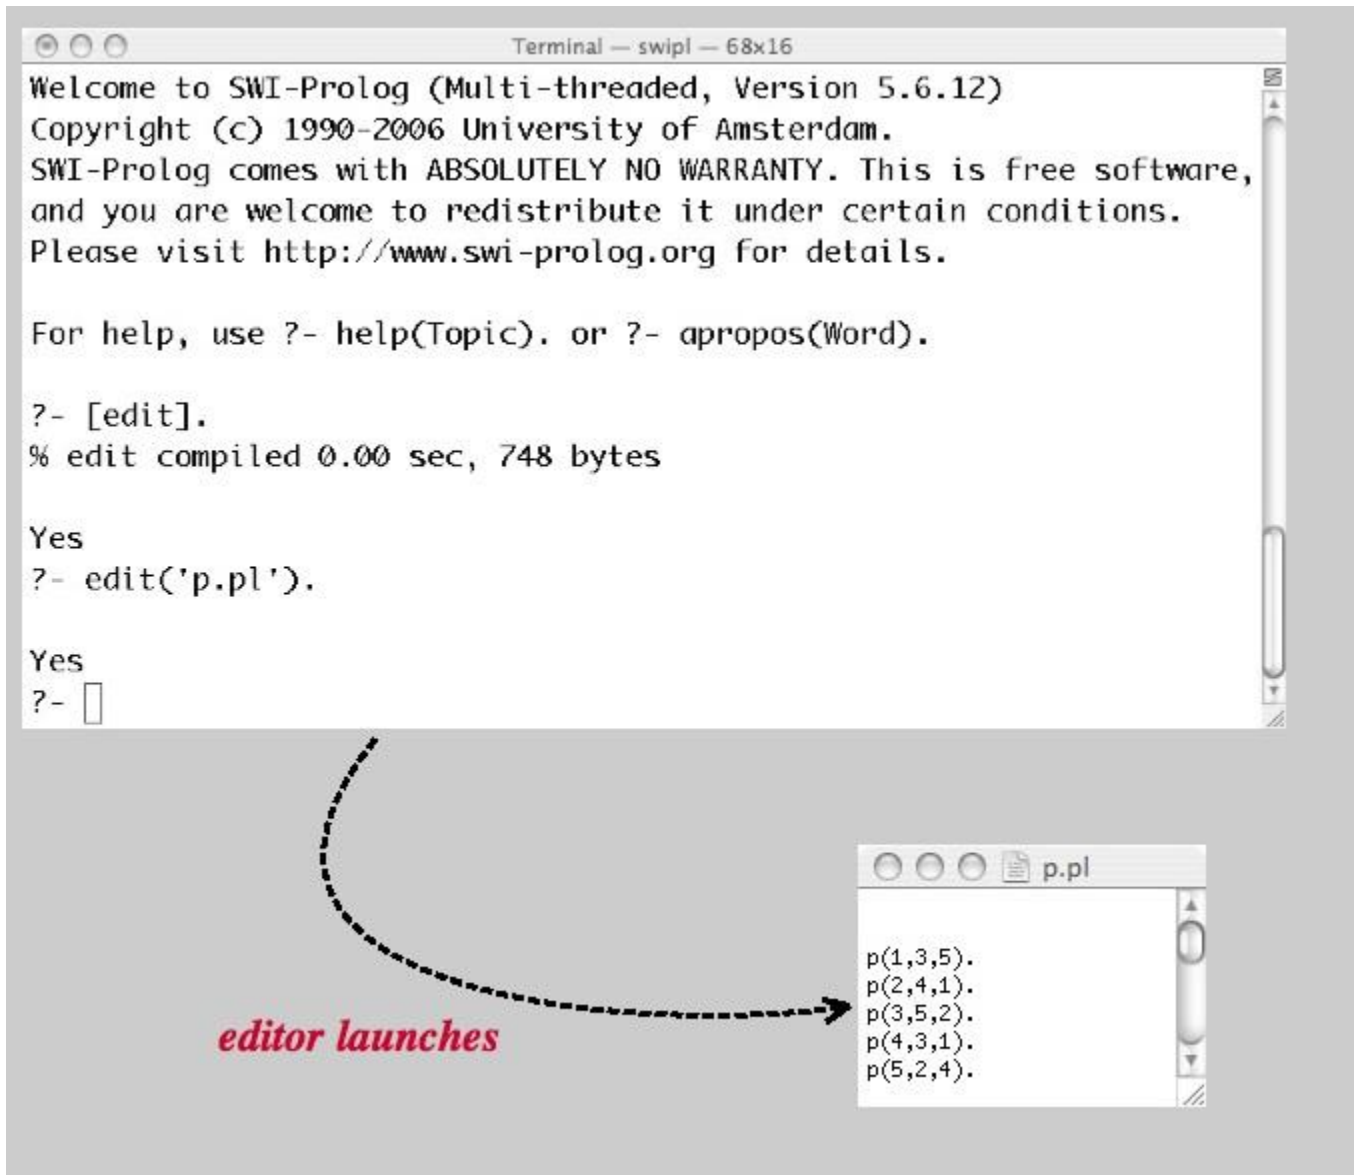 Terminal — swipl — 68x16
Welcome to SWI-Prolog (Multi-threaded, Version 5.6.12)
Copyright (c) 1990-2006 University of Amsterdam.
SWI-Prolog comes with ABSOLUTELY NO WARRANTY. This is free software,
and you are welcome to redistribute it under certain conditions.
Please visit http://www.swi-prolog.org for details.
For help, use ?- help(Topic). or ?- apropos(Word).
?- [edit].
% edit compiled 0.00 sec, 748 bytes
Yes
?- edit('p.pl').
Yes
?-
editor launches
p.pl
p(1,3,5).
p(2,4,1).
p(3,5,2).
p(4,3,1).
p(5,2,4).